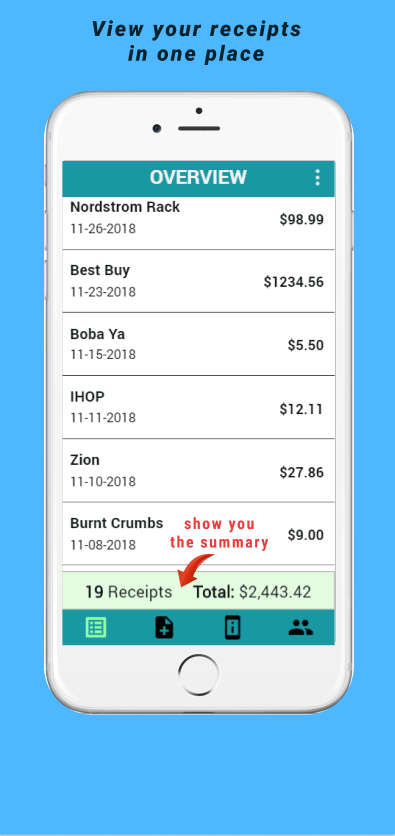 View your receipts
in one place
OVERVIEW
Nordstrom Rack
11-26-2018
$98.99
Best Buy
11-23-2018
$1234.56
Boba Ya
11-15-2018
$5.50
IHOP
11-11-2018
$12.11
Zion
11-10-2018
$27.86
Burnt Crumbs
11-08-2018
$9.00
show you
the summary
19 Receipts Total: $2,443.42